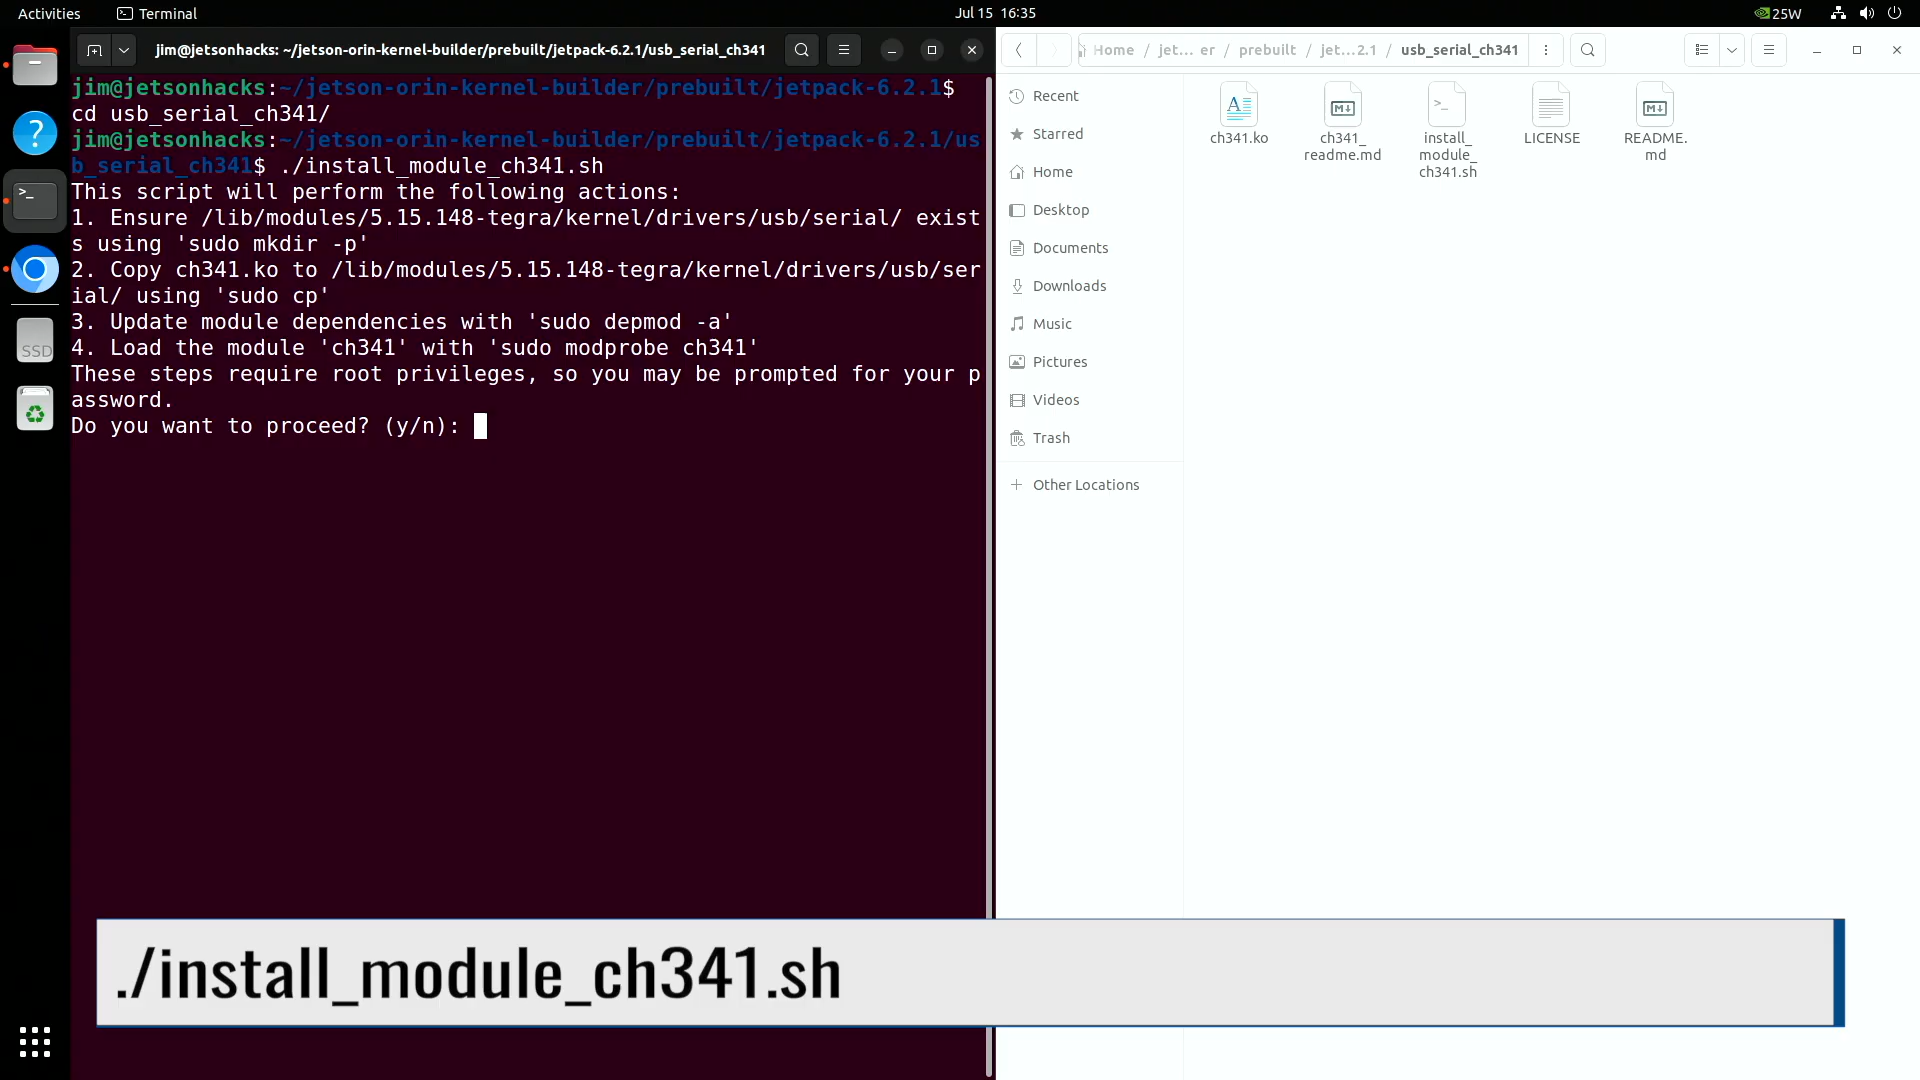 Activities
Terminal
Jul 15 16:35
25W
jim@jetsonhacks: ~/jetson-orin-kernel-builder/prebuilt/jetpack-6.2.1/usb_serial_ch341
jim@jetsonhacks:~/jetson-orin-kernel-builder/prebuilt/jetpack-6.2.1$
cd usb_serial_ch341/
jim@jetsonhacks:~/jetson-orin-kernel-builder/prebuilt/jetpack-6.2.1/us
b_serial_ch341$ ./install_module_ch341.sh
This script will perform the following actions:
1. Ensure /lib/modules/5.15.148-tegra/kernel/drivers/usb/serial/ exist
s using 'sudo mkdir -p'
2. Copy ch341.ko to /lib/modules/5.15.148-tegra/kernel/drivers/usb/ser
ial/ using 'sudo cp'
3. Update module dependencies with 'sudo depmod -a'
4. Load the module 'ch341' with 'sudo modprobe ch341'
These steps require root privileges, so you may be prompted for your p
assword.
Do you want to proceed? (y/n):
SSD
Home / jet... er / prebuilt / jet...2.1 / usb_serial_ch341
Recent
Starred
Home
Desktop
Documents
Downloads
Music
Pictures
Videos
Trash
Other Locations
ch341.ko
ch341_
readme.md
install_
module_
ch341.sh
LICENSE
README.
md
./install_module_ch341.sh